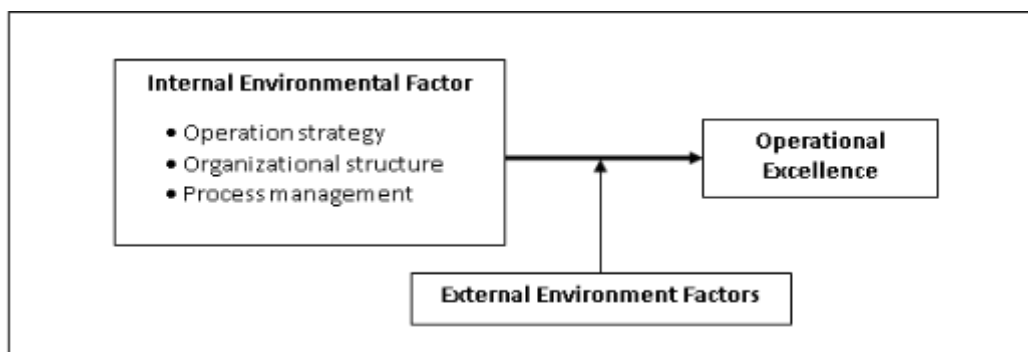 Internal Environmental Factor
• Operation strategy
• Organizational structure
• Process management
Operational
Excellence
External Environment Factors